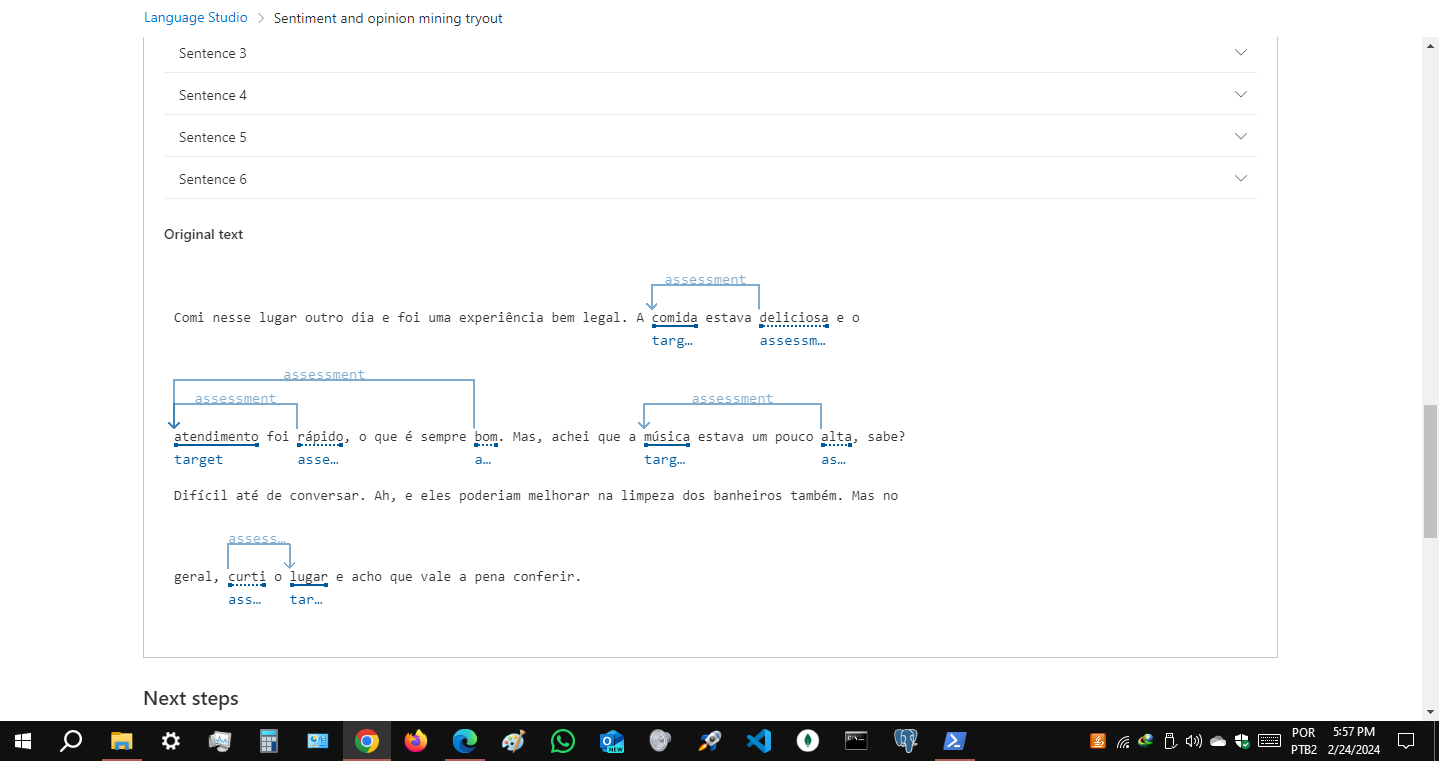 Language Studio > Sentiment and opinion mining tryout
Sentence 3
Sentence 4
Sentence 5
Sentence 6
Original text
assessment
Comi nesse lugar outro dia e foi uma experiência bem legal. A comida estava deliciosa e o
targ… assessm…
assessment
assessment assessment
atendimento foi rápido, o que é sempre bom. Mas, achei que a música estava um pouco alta, sabe?
target asse… a… targ… as…
Difícil até de conversar. Ah, e eles poderiam melhorar na limpeza dos banheiros também. Mas no
assess…
geral, curti o lugar e acho que vale a pena conferir.
ass… tar…
Next steps
POR 5:57 PM
PTB2 2/24/2024